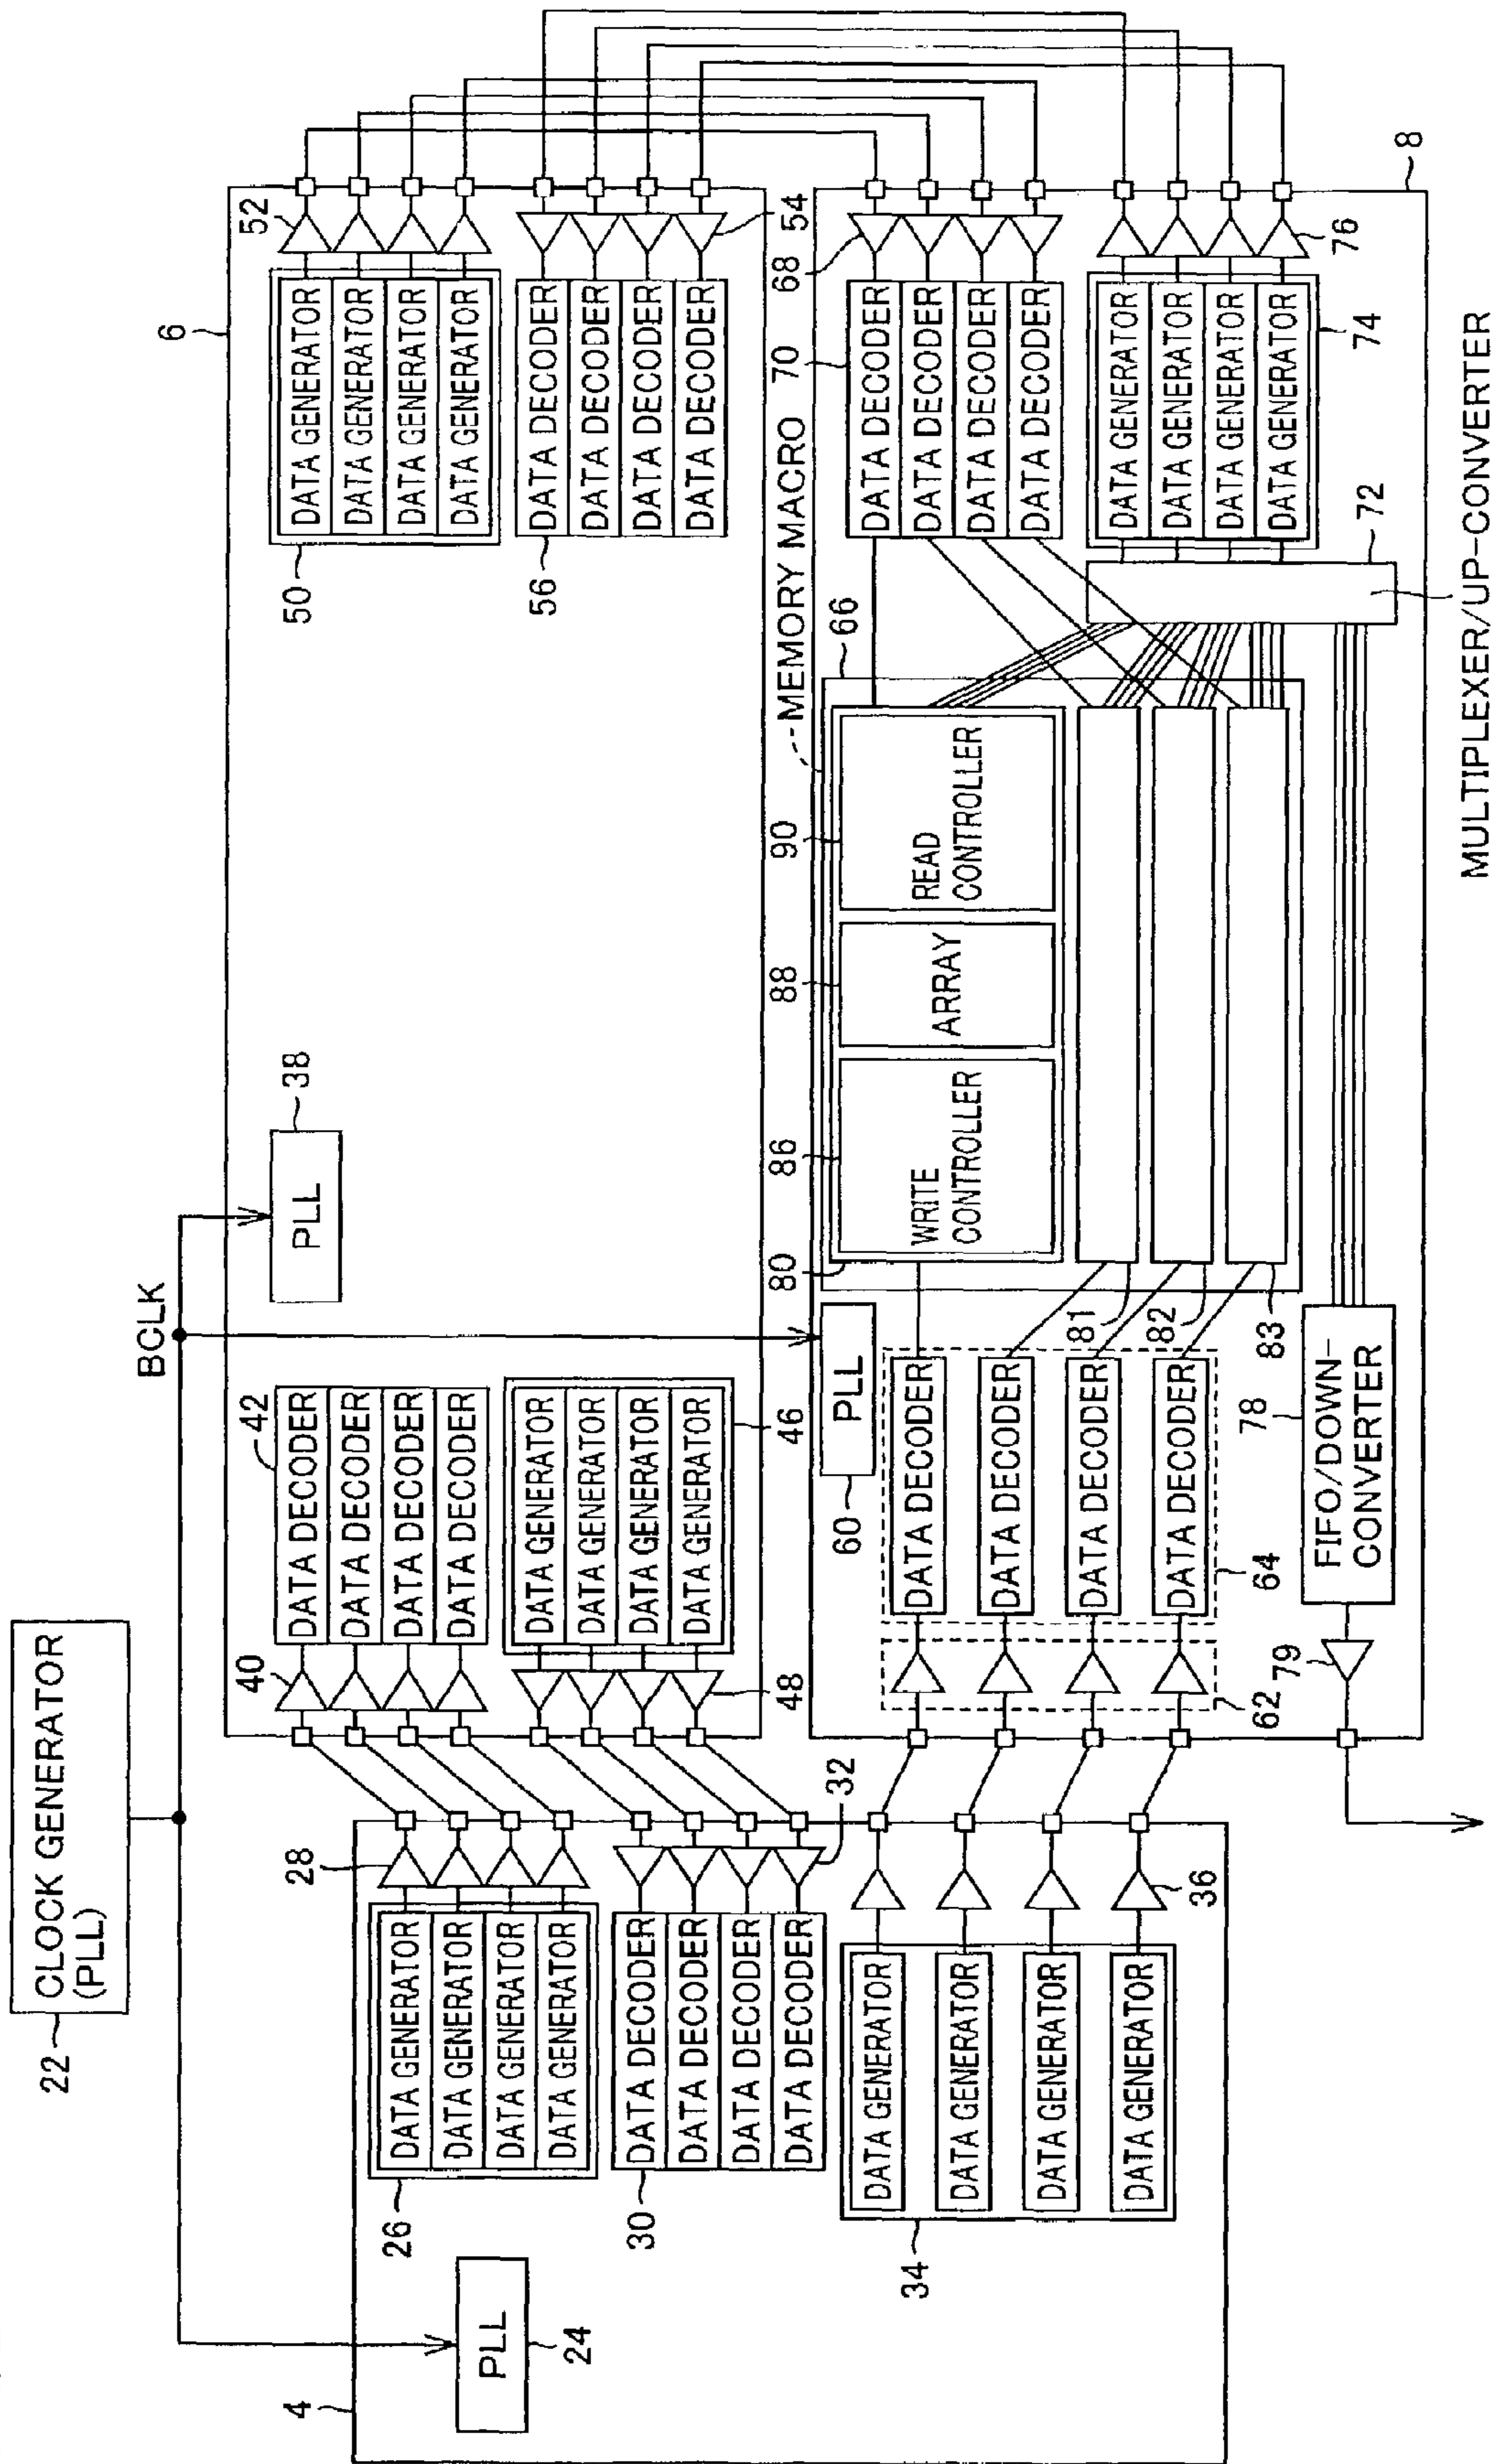 22
CLOCK GENERATOR
(PLL)
BCLK
4
PLL
24
26
DATA GENERATOR
DATA GENERATOR
DATA GENERATOR
DATA GENERATOR
28
30
DATA DECODER
DATA DECODER
DATA DECODER
DATA DECODER
32
34
DATA GENERATOR
DATA GENERATOR
DATA GENERATOR
DATA GENERATOR
36
6
PLL
38
40
42
DATA DECODER
DATA DECODER
DATA DECODER
DATA DECODER
DATA GENERATOR
DATA GENERATOR
DATA GENERATOR
DATA GENERATOR
46
48
50
DATA GENERATOR
DATA GENERATOR
DATA GENERATOR
DATA GENERATOR
52
56
DATA DECODER
DATA DECODER
DATA DECODER
DATA DECODER
54
8
60
PLL
62
DATA DECODER
DATA DECODER
DATA DECODER
DATA DECODER
64
MEMORY MACRO
66
80
86
WRITE
CONTROLLER
88
ARRAY
90
READ
CONTROLLER
81
82
83
70
DATA DECODER
DATA DECODER
DATA DECODER
DATA DECODER
68
DATA GENERATOR
DATA GENERATOR
DATA GENERATOR
DATA GENERATOR
74
76
72
MULTIPLEXER/UP-CONVERTER
78
FIFO/DOWN-
CONVERTER
79